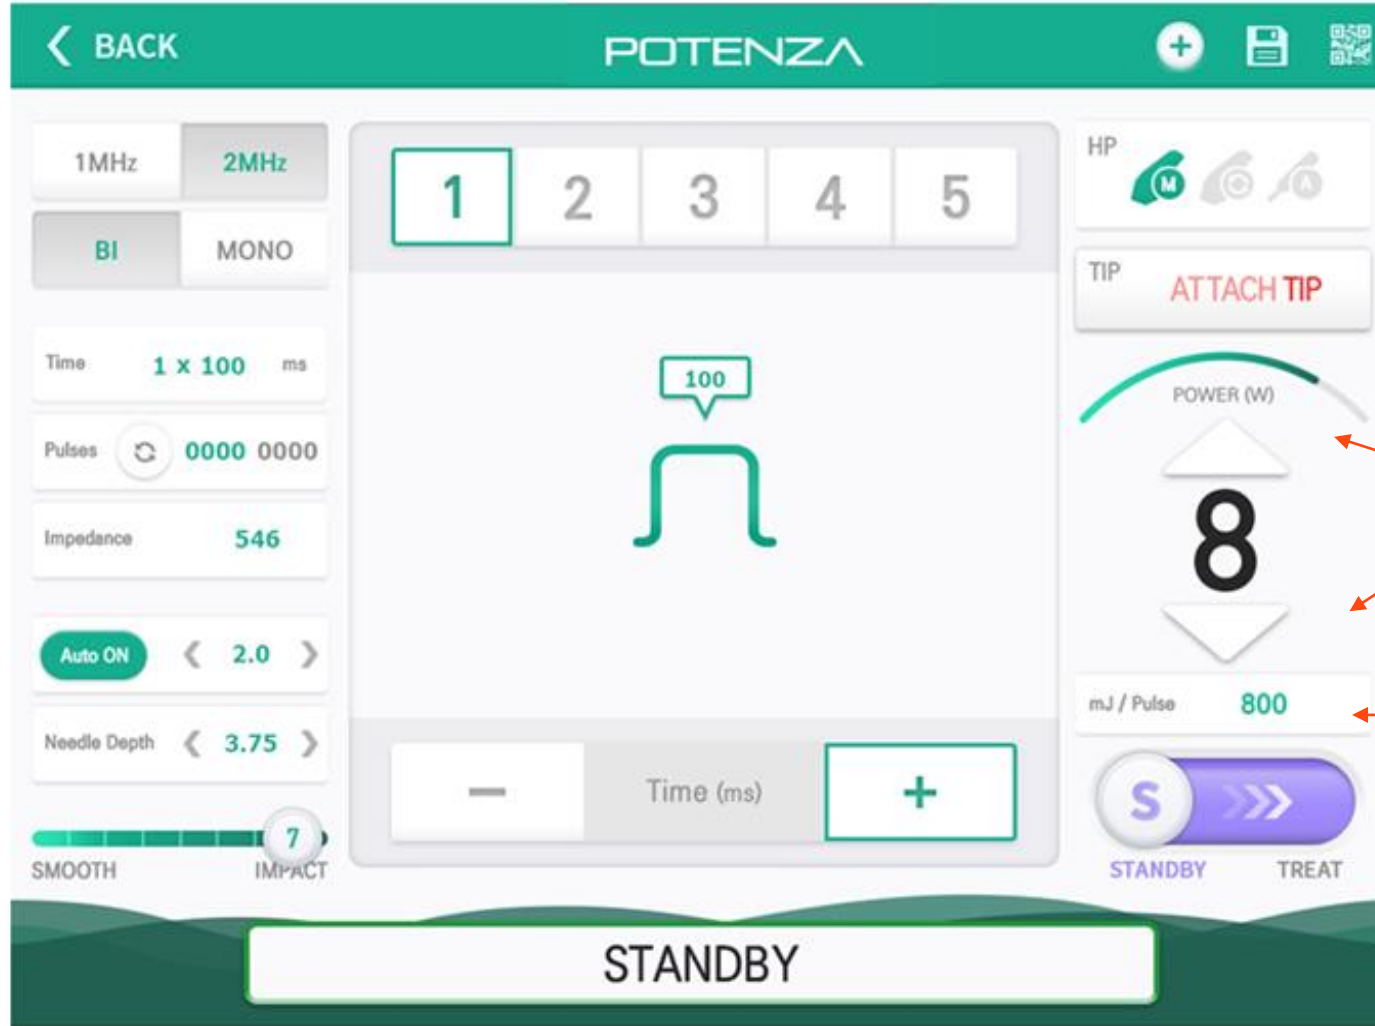 BACK
POTENZA
1MHz 2MHz
BI MONO
Time 1 x 100 ms
Pulses 0000 0000
Impedance 546
Auto ON 2.0
Needle Depth 3.75
7
SMOOTH IMPACT
1 2 3 4 5
100
Time (ms)
HP M A
TIP ATTACH TIP
POWER (W)
8
mJ / Pulse 800
S
STANDBY TREAT
STANDBY